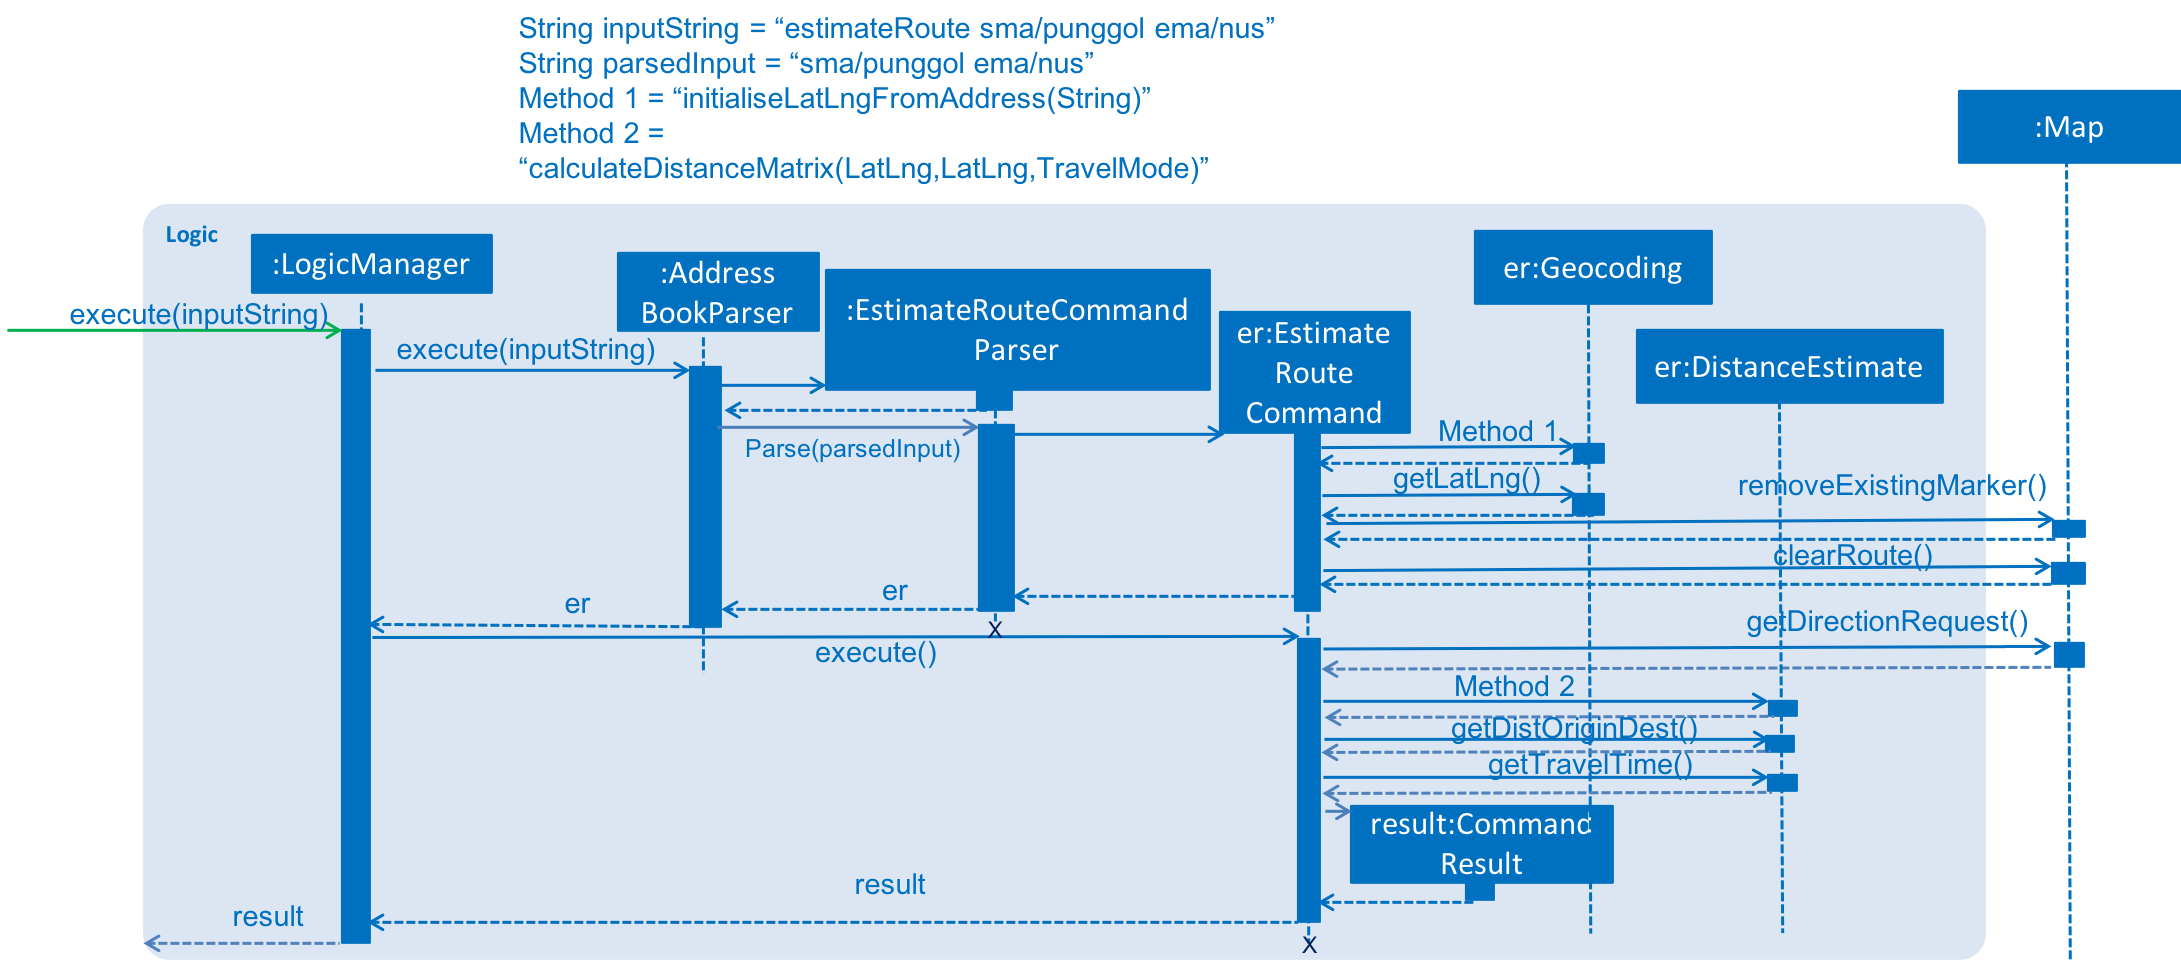 String inputString = “estimateRoute sma/punggol ema/nus”
String parsedInput = “sma/punggol ema/nus”
Method 1 = “initialiseLatLngFromAddress(String)”
Method 2 =
“calculateDistanceMatrix(LatLng,LatLng,TravelMode)”
:Map
Logic
:LogicManager
:Address
BookParser
:EstimateRouteCommand
Parser
er:Estimate
Route
Command
er:Geocoding
er:DistanceEstimate
execute(inputString)
execute(inputString)
Parse(parsedInput)
Method 1
getLatLng()
removeExistingMarker()
clearRoute()
er
er
X
execute()
getDirectionRequest()
Method 2
getDistOriginDest()
getTravelTime()
result:Command
Result
result
result
X